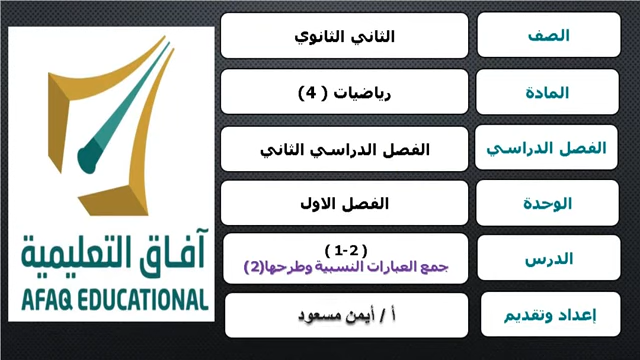 الصف
الثاني الثانوي
المادة
رياضيات ( 4)
الفصل الدراسي
الفصل الدراسي الثاني
الوحدة
الفصل الاول
الدرس
( 1-2)
جمع العبارات النسبية وطرحها(2)
إعداد وتقديم
أ / أيمن مسعود
آفاق التعليمية
AFAQ EDUCATIONAL